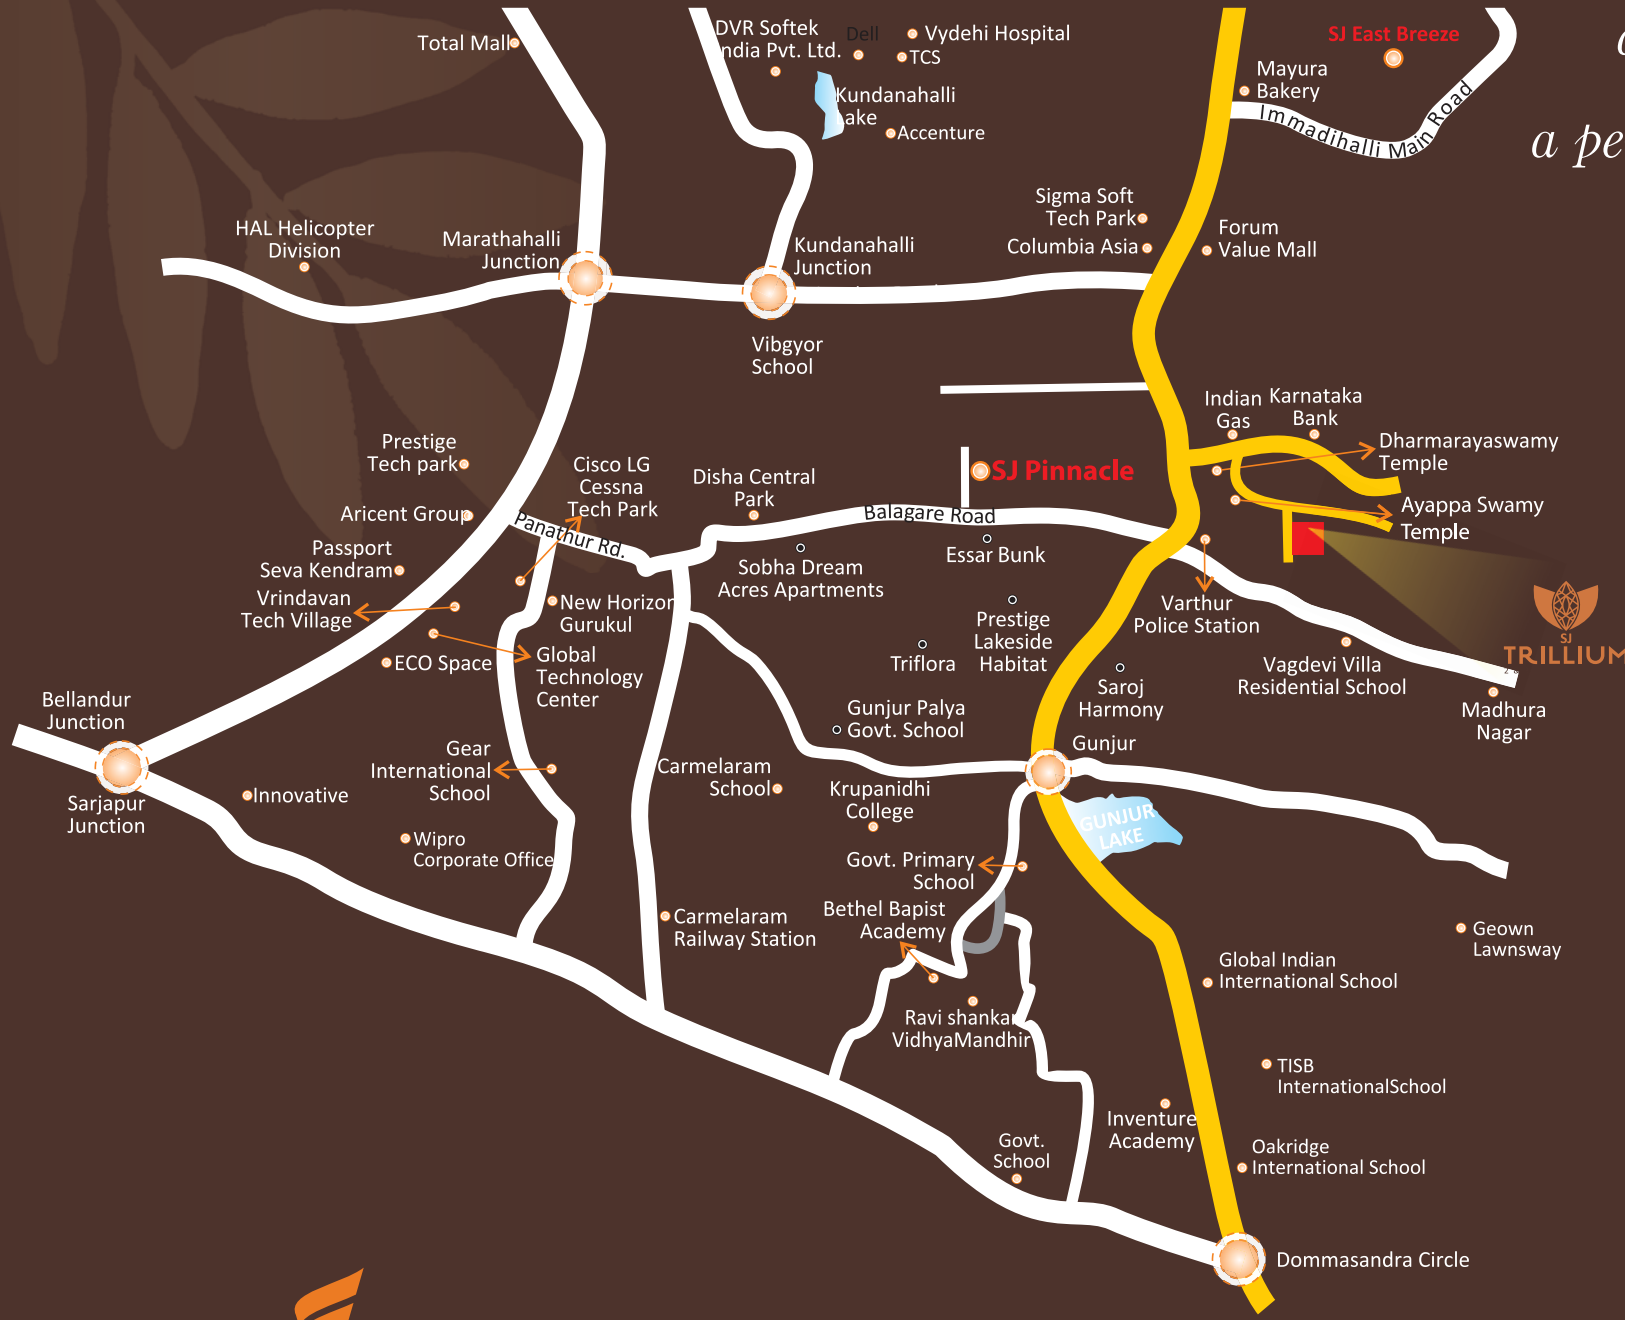 Total Mall
DVR Softek
India Pvt. Ltd.
Dell
Vydehi Hospital
TCS
SJ East Breeze
Mayura
Bakery
Kundanahalli
Lake
Accenture
Immadihalli Main Road
a pe
HAL Helicopter
Division
Marathahalli
Junction
Kundanahalli
Junction
Sigma Soft
Tech Park
Columbia Asia
Forum
Value Mall
Vibgyor
School
Indian
Gas
Karnataka
Bank
Dharmarayaswamy
Temple
Prestige
Tech park
Cisco LG
Cessna
Tech Park
Disha Central
Park
SJ Pinnacle
Ayappa Swamy
Temple
Aricent Group
Panathur Rd.
Balagare Road
Passport
Seva Kendram
Sobha Dream
Acres Apartments
Essar Bunk
Vrindavan
Tech Village
New Horizon
Gurukul
Prestige
Lakeside
Habitat
Varthur
Police Station
SJ
TRILLIUM
ECO Space
Global
Technology
Center
Triflora
Saroj
Harmony
Vagdevi Villa
Residential School
Bellandur
Junction
Gunjur Palya
Govt. School
Madhura
Nagar
Gunjur
Gear
International
School
Carmelaram
School
Krupanidhi
College
Sarjapur
Junction
Innovative
GUNJUR
LAKE
Wipro
Corporate Office
Govt. Primary
School
Carmelaram
Railway Station
Bethel Bapist
Academy
Geown
Lawnsway
Global Indian
International School
Ravi shankar
VidhyaMandhir
TISB
InternationalSchool
Inventure
Academy
Govt.
School
Oakridge
International School
Dommasandra Circle